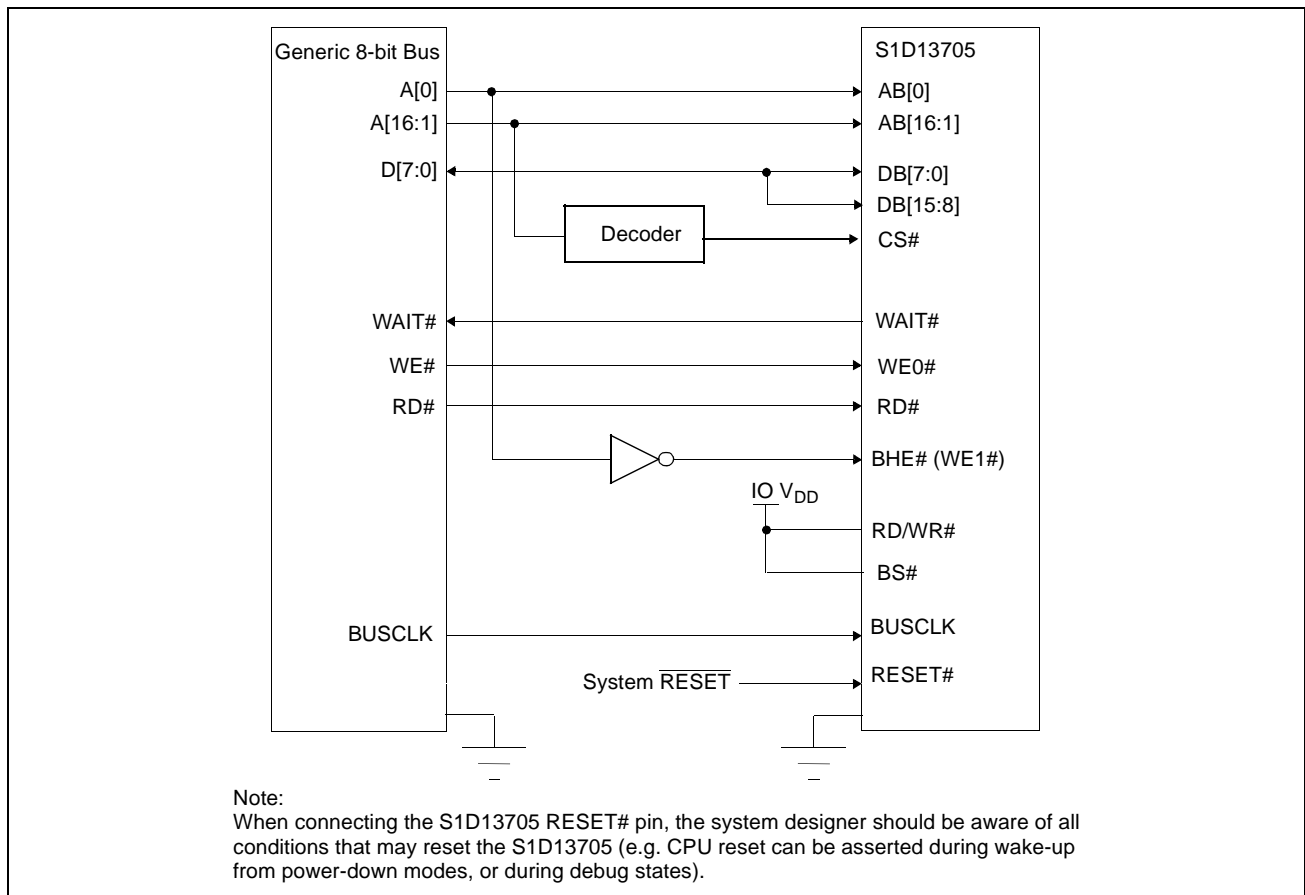 Generic 8-bit Bus
S1D13705
A[0]
AB[0]
A[16:1]
AB[16:1]
D[7:0]
DB[7:0]
DB[15:8]
Decoder
CS#
WAIT#
WAIT#
WE#
WE0#
RD#
RD#
BHE# (WE1#)
IO VDD
RD/WR#
BS#
BUSCLK
BUSCLK
System RESET
RESET#
Note:
When connecting the S1D13705 RESET# pin, the system designer should be aware of all
conditions that may reset the S1D13705 (e.g. CPU reset can be asserted during wake-up
from power-down modes, or during debug states).